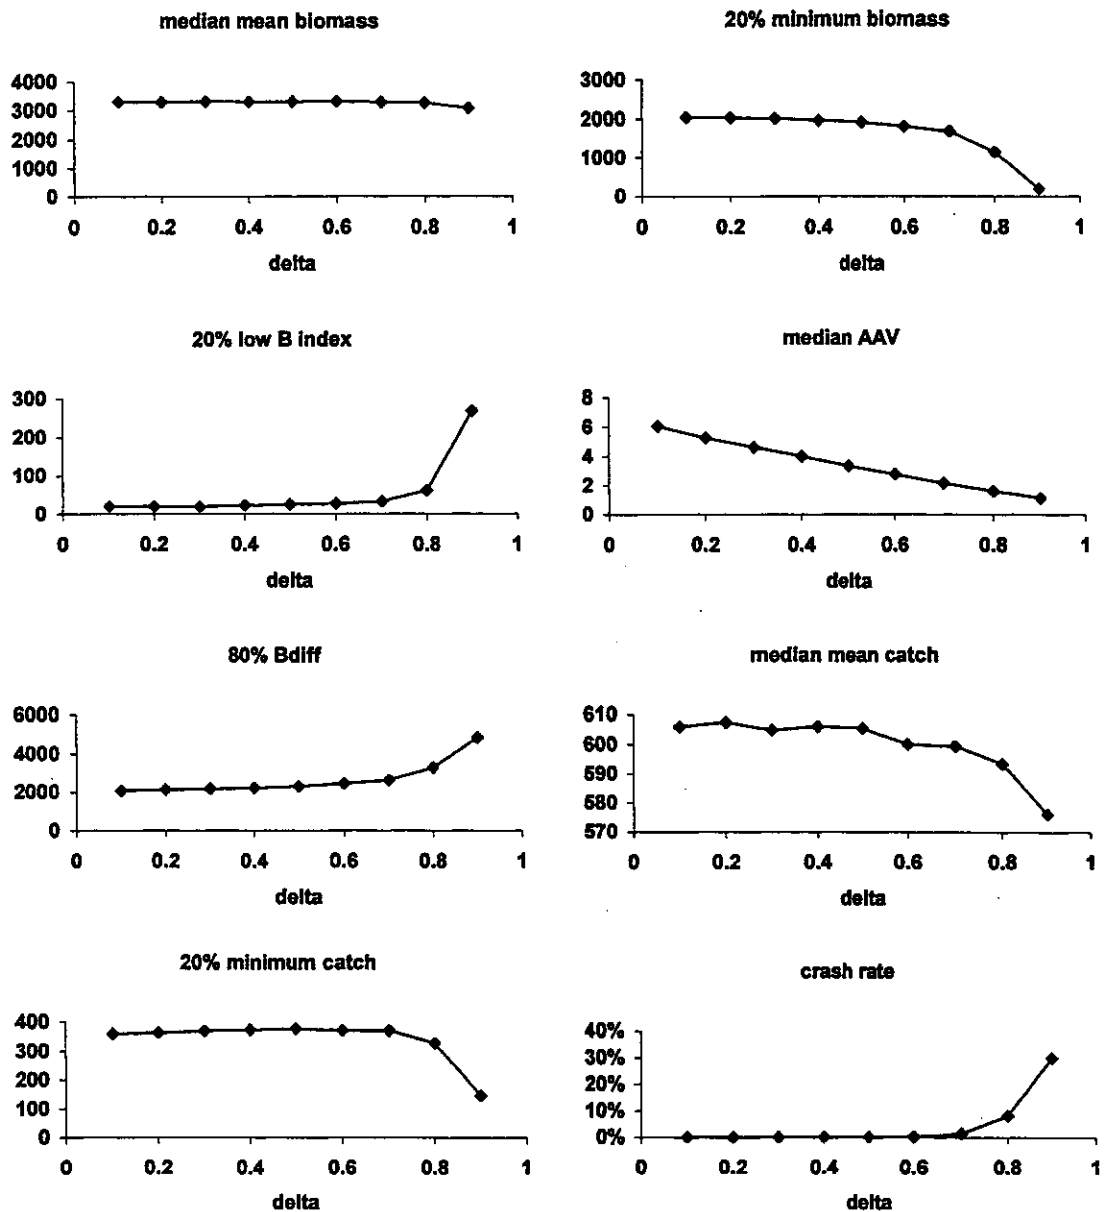 median mean biomass
4000
3000
2000
1000
0
0 0.2 0.4 0.6 0.8 1
delta
20% minimum biomass
3000
2000
1000
0
0 0.2 0.4 0.6 0.8 1
delta
20% low B index
300
200
100
0
0 0.2 0.4 0.6 0.8 1
delta
median AAV
8
6
4
2
0
0 0.2 0.4 0.6 0.8 1
delta
80% Bdiff
6000
4000
2000
0
0 0.2 0.4 0.6 0.8 1
delta
median mean catch
610
600
590
580
570
0 0.2 0.4 0.6 0.8 1
delta
20% minimum catch
400
300
200
100
0
0 0.2 0.4 0.6 0.8 1
delta
crash rate
40%
30%
20%
10%
0%
0 0.2 0.4 0.6 0.8 1
delta